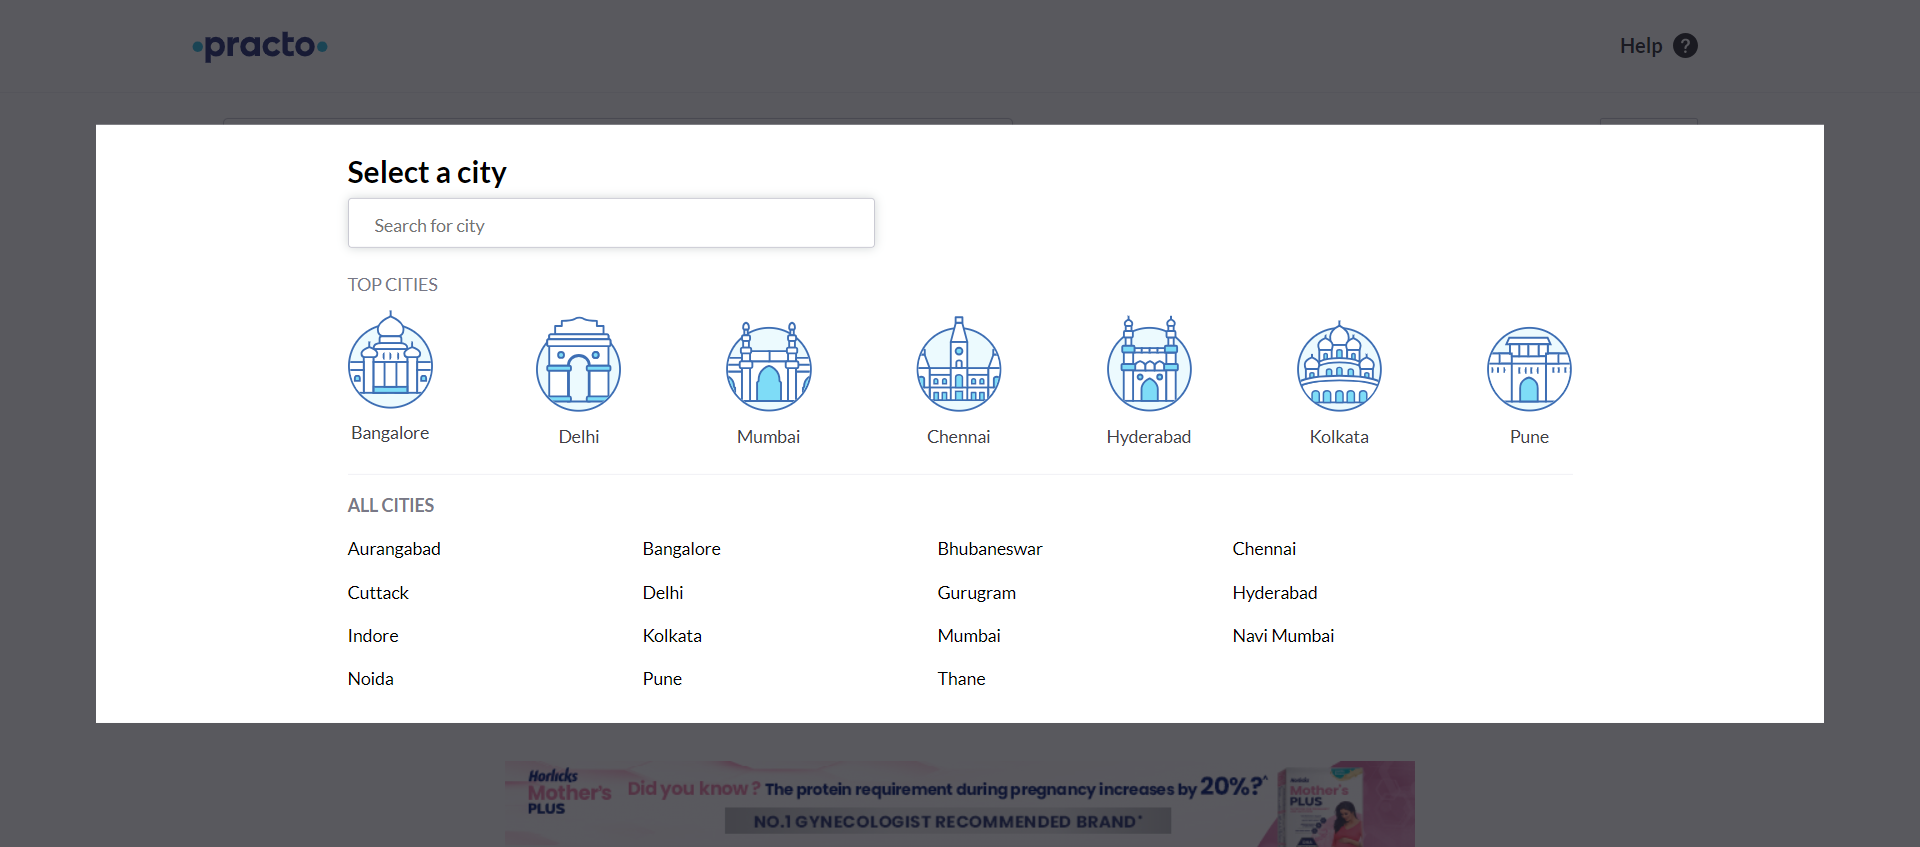 practo
Help ?
Select a city
Search for city
TOP CITIES
Bangalore Delhi Mumbai Chennai Hyderabad Kolkata Pune
ALL CITIES
Aurangabad Bangalore Bhubaneswar Chennai
Cuttack Delhi Gurugram Hyderabad
Indore Kolkata Mumbai Navi Mumbai
Noida Pune Thane
Horlicks
Mother's
PLUS
Did you know? The protein requirement during pregnancy increases by 20%?^
NO.1 GYNECOLOGIST RECOMMENDED BRAND*
Horlicks
Mother's
PLUS